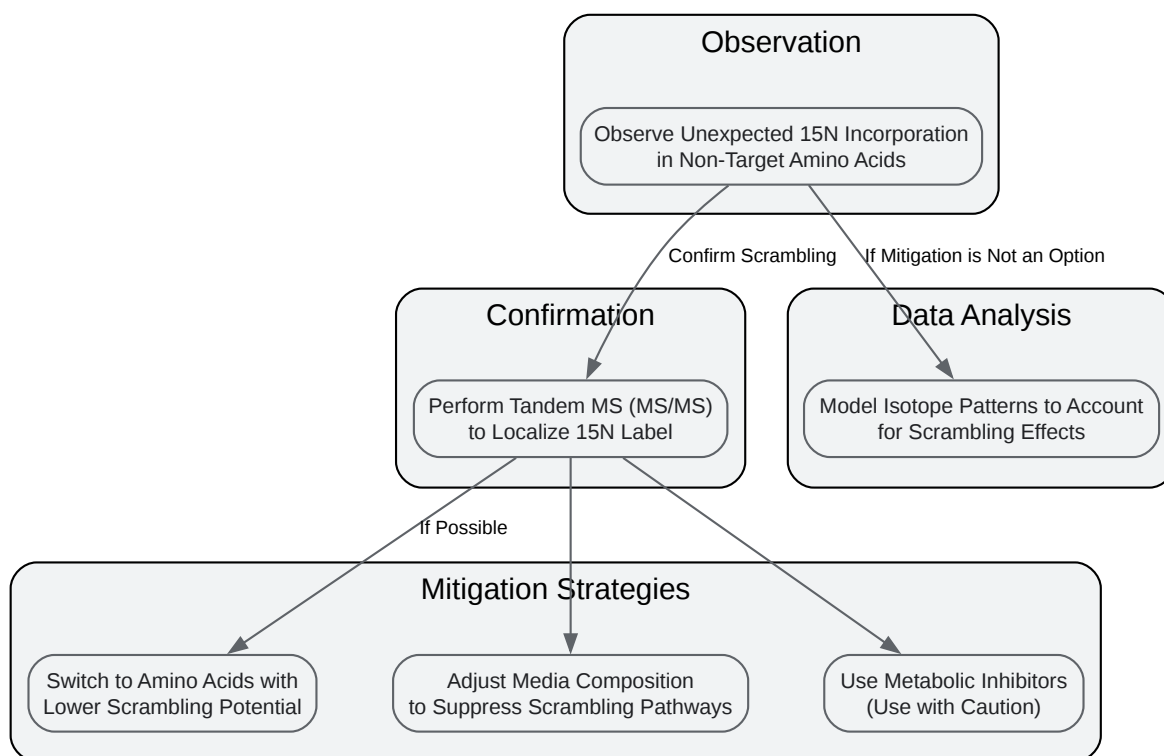 Observation
Observe Unexpected 15N Incorporation
in Non-Target Amino Acids
Confirm Scrambling
If Mitigation is Not an Option
Confirmation
Data Analysis
Perform Tandem MS (MS/MS)
to Localize 15N Label
Model Isotope Patterns to Account
for Scrambling Effects
If Possible
Mitigation Strategies
Switch to Amino Acids with
Lower Scrambling Potential
Adjust Media Composition
to Suppress Scrambling Pathways
Use Metabolic Inhibitors
(Use with Caution)